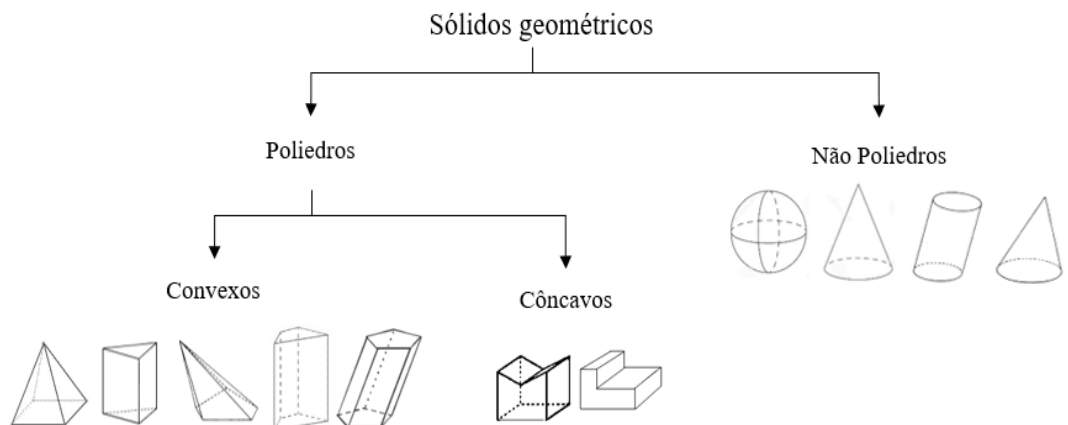 Sólidos geométricos
Poliedros
Não Poliedros
Convexos
Côncavos